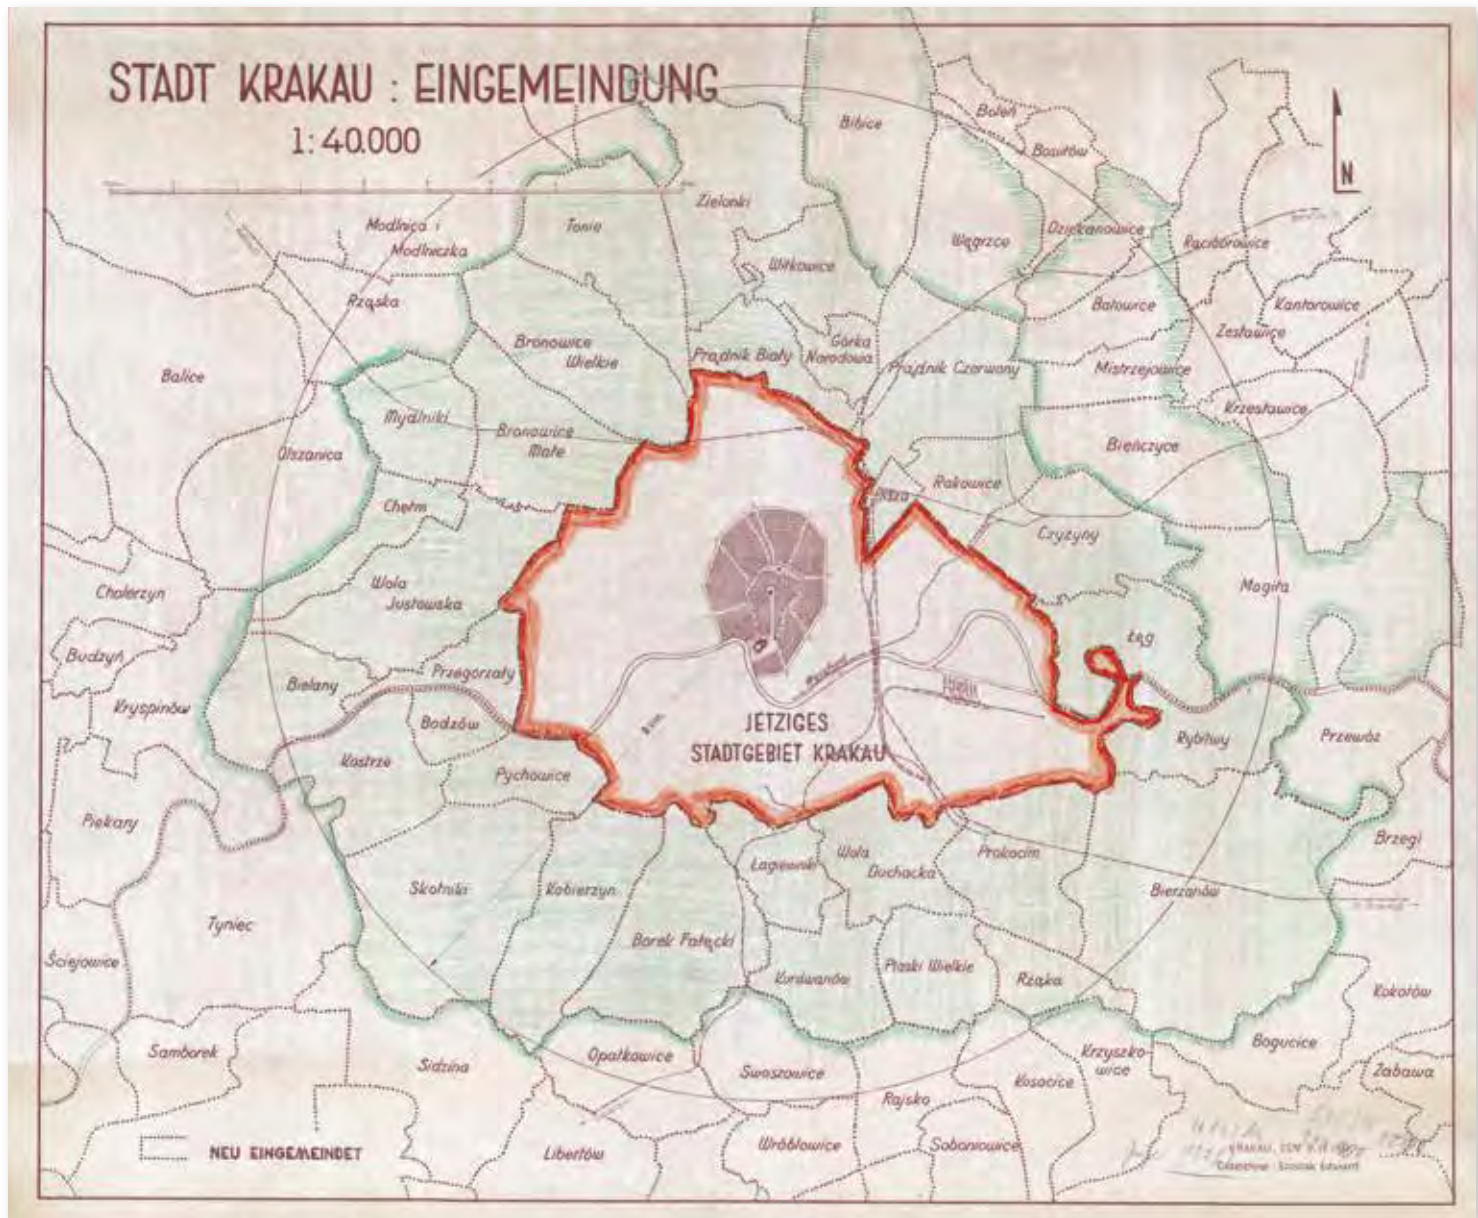 STADT KRAKAU : EINGEMEINDUNG
1:40.000
N
Bibice
Boleń
Bosutów
Zielonki
Modlnica i
Modlniczka
Tonie
Węgrzce
Dziekanowice
Raciborowice
Witkowice
Rząska
Batowice
Kantorowice
Zesławice
Bronowice
Wielkie
Prądnik Biały
Górka
Narodowa
Prądnik Czerwony
Mistrzejowice
Balice
Krzesławice
Mydlniki
Bronowice
Małe
Olszanica
Bieńczyce
Rakowice
Chełm
Czyżyny
Wola
Justowska
Mogiła
Cholerzyn
Łęg
Budzyń
Bielany
Przegorzały
Kryspinów
Bodzów
JETZIGES
STADTGEBIET KRAKAU
Rybitwy
Przewóz
Kostrze
Pychowice
Piekary
Brzegi
Łagiewniki
Wola
Duchacka
Prokocim
Skotniki
Kobierzyn
Bierzanów
Tyniec
Borek Fałęcki
Ściejowice
Kurdwanów
Piaski Wielkie
Rżąka
Kokotów
Samborek
Sidzina
Opatkowice
Swoszowice
Krzyszko-
wice
Bogucice
Kosocice
Zabawa
Rajsko
NEU EINGEMEINDET
Libertów
Wróblowice
Soboniowice